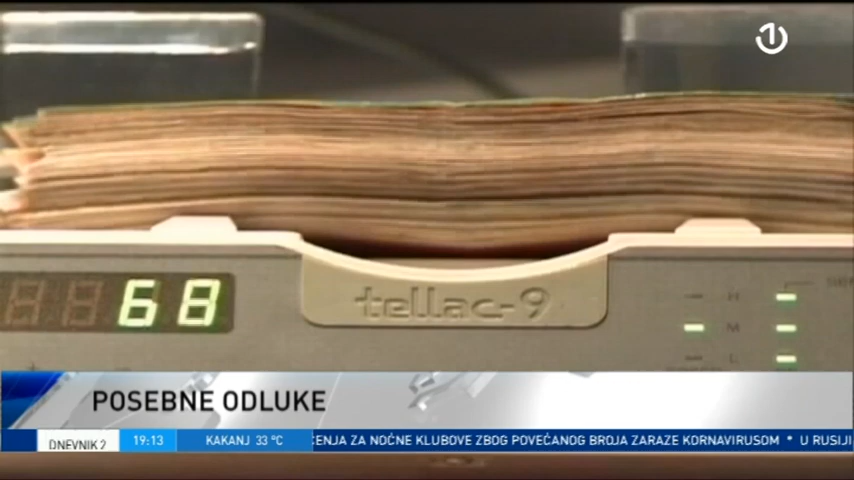 68
tellac-9
H
M
L
POSEBNE ODLUKE
DNEVNIK 2 19:13 KAKANJ 33 °C ENJA ZA NOĆNE KLUBOVE ZBOG POVEĆANOG BROJA ZARAZE KORNAVIRUSOM * U RUSIJI